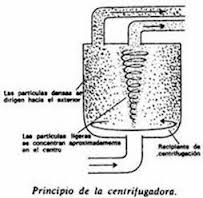 Las partículas densas se
dirigen hacia el exterior
Las partículas ligeras
se concentran aproximadamente
en el centro
Recipiente de
centrifugación
Principio de la centrifugadora.